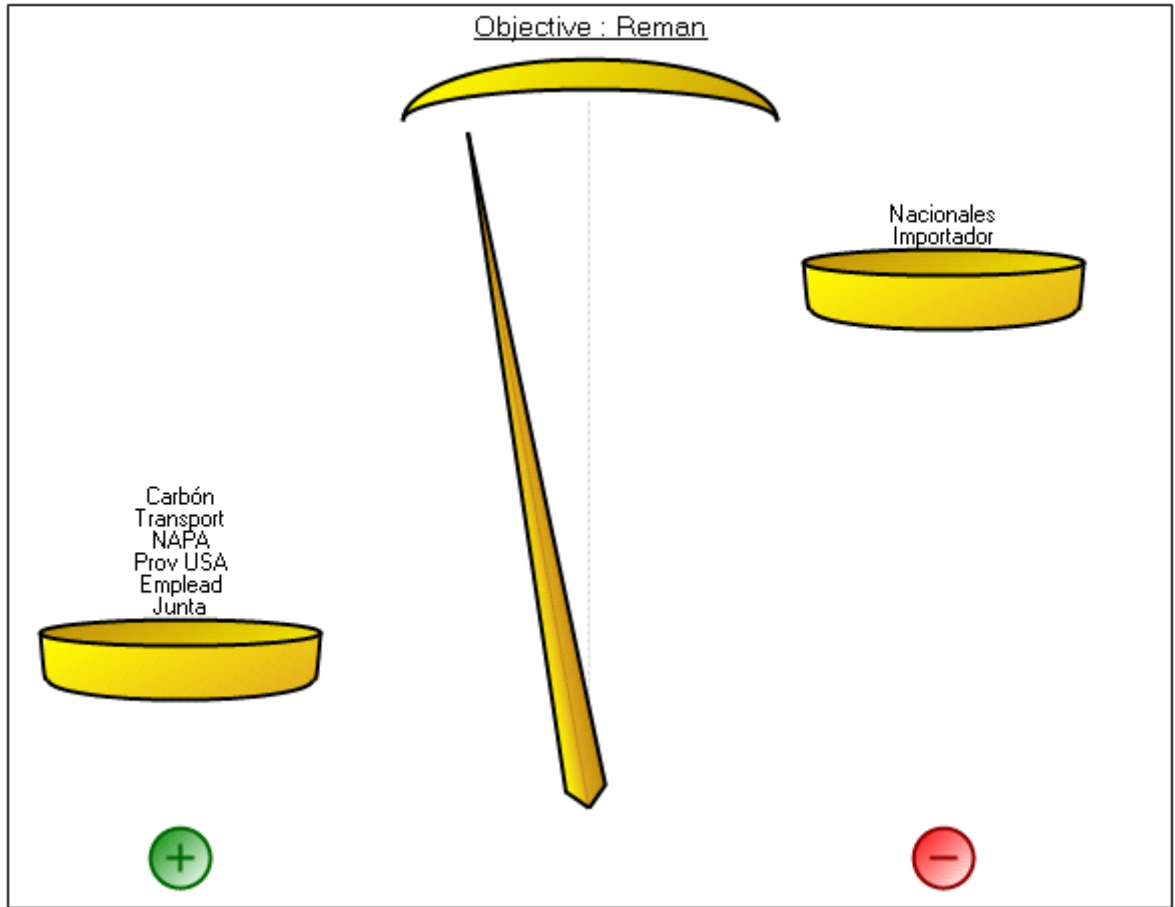 Objective : Reman
Nacionales
Importador
Carbón
Transport
NAPA
Prov USA
Emplead
Junta